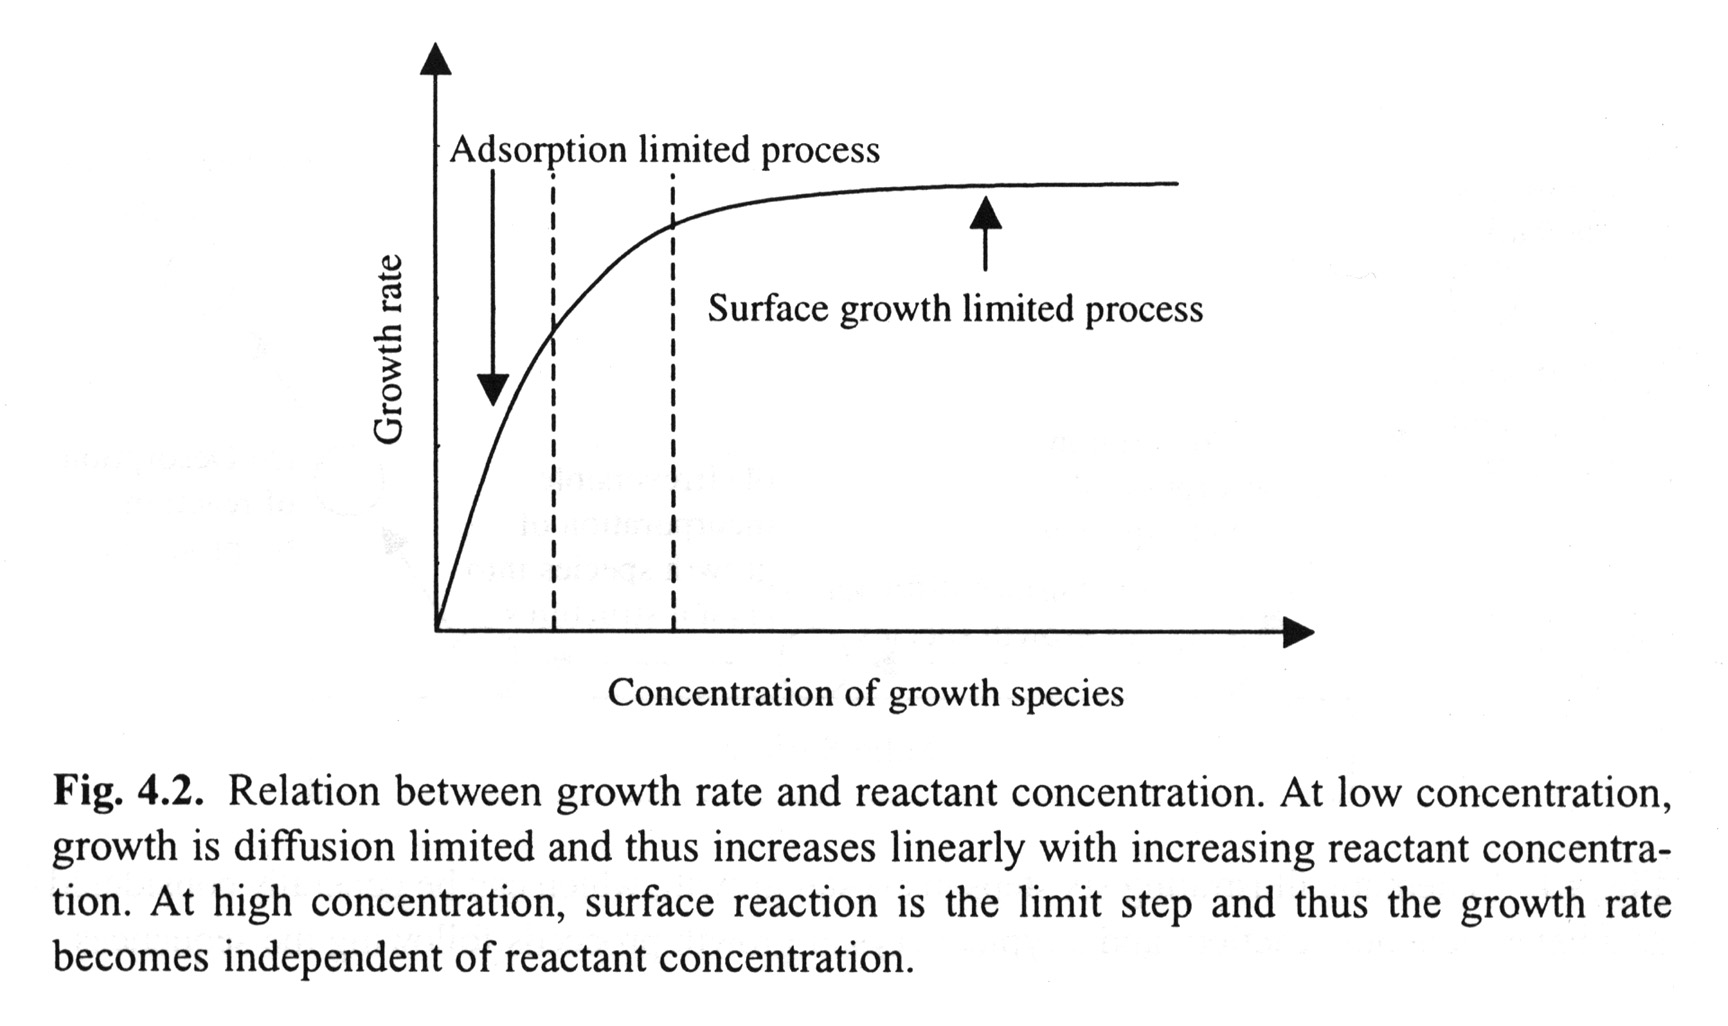 Adsorption limited process
Growth rate
Surface growth limited process
Concentration of growth species
Fig. 4.2. Relation between growth rate and reactant concentration. At low concentration,
growth is diffusion limited and thus increases linearly with increasing reactant concentra-
tion. At high concentration, surface reaction is the limit step and thus the growth rate
becomes independent of reactant concentration.